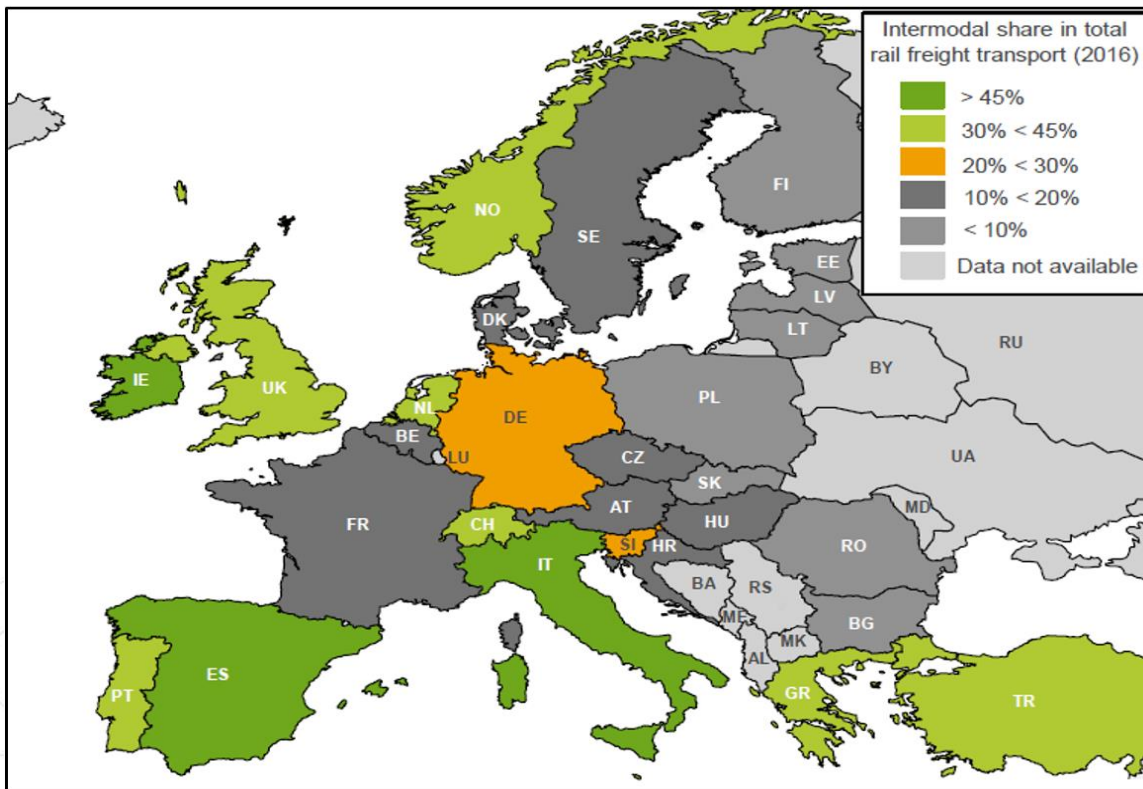 Intermodal share in total
rail freight transport (2016)
> 45%
30% < 45%
20% < 30%
10% < 20%
< 10%
Data not available
NO
SE
FI
EE
LV
LT
DK
IE
UK
NL
BE
LU
DE
PL
BY
RU
UA
CZ
SK
MD
FR
CH
AT
HU
RO
SI
HR
IT
BA
RS
ME
MK
AL
BG
PT
ES
GR
TR